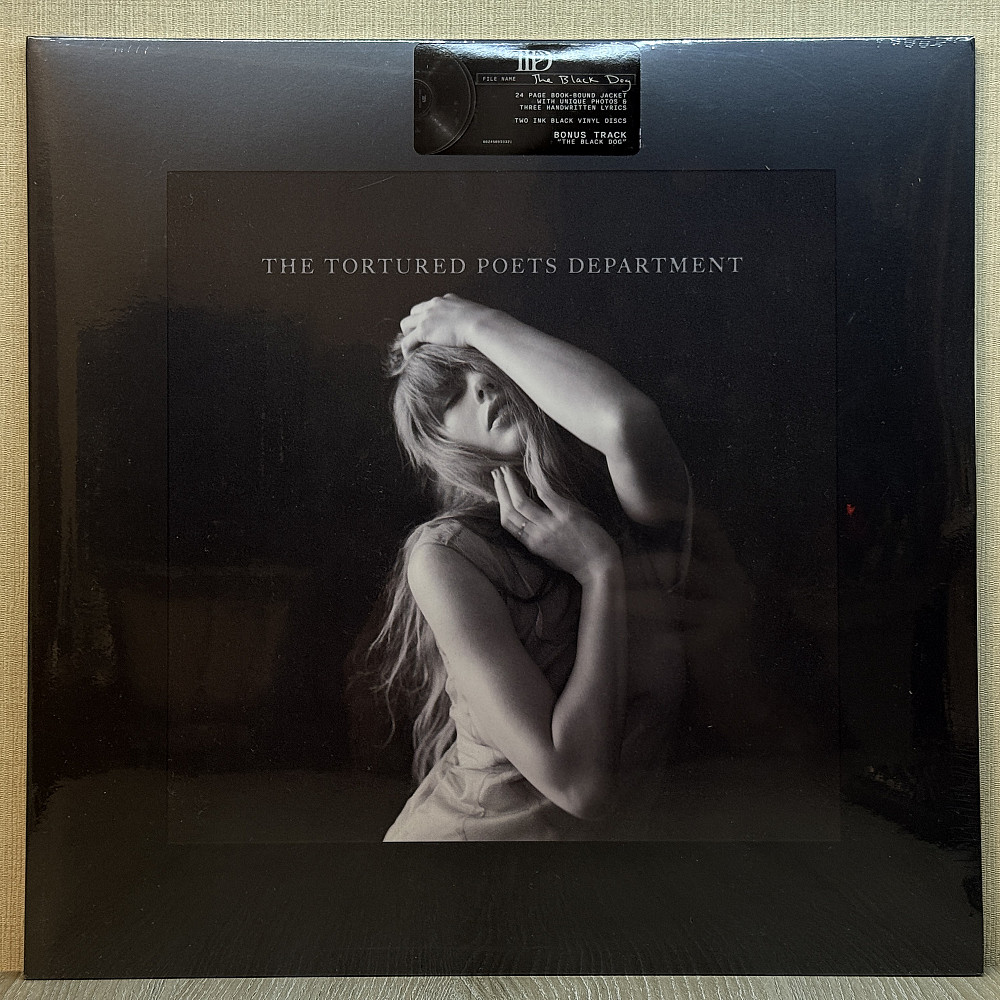 TTPD
FILE NAME The Black Dog
24 PAGE BOOK-BOUND JACKET
WITH UNIQUE PHOTOS &
THREE HANDWRITTEN LYRICS
TWO INK BLACK VINYL DISCS
BONUS TRACK
"THE BLACK DOG"
THE TORTURED POETS DEPARTMENT